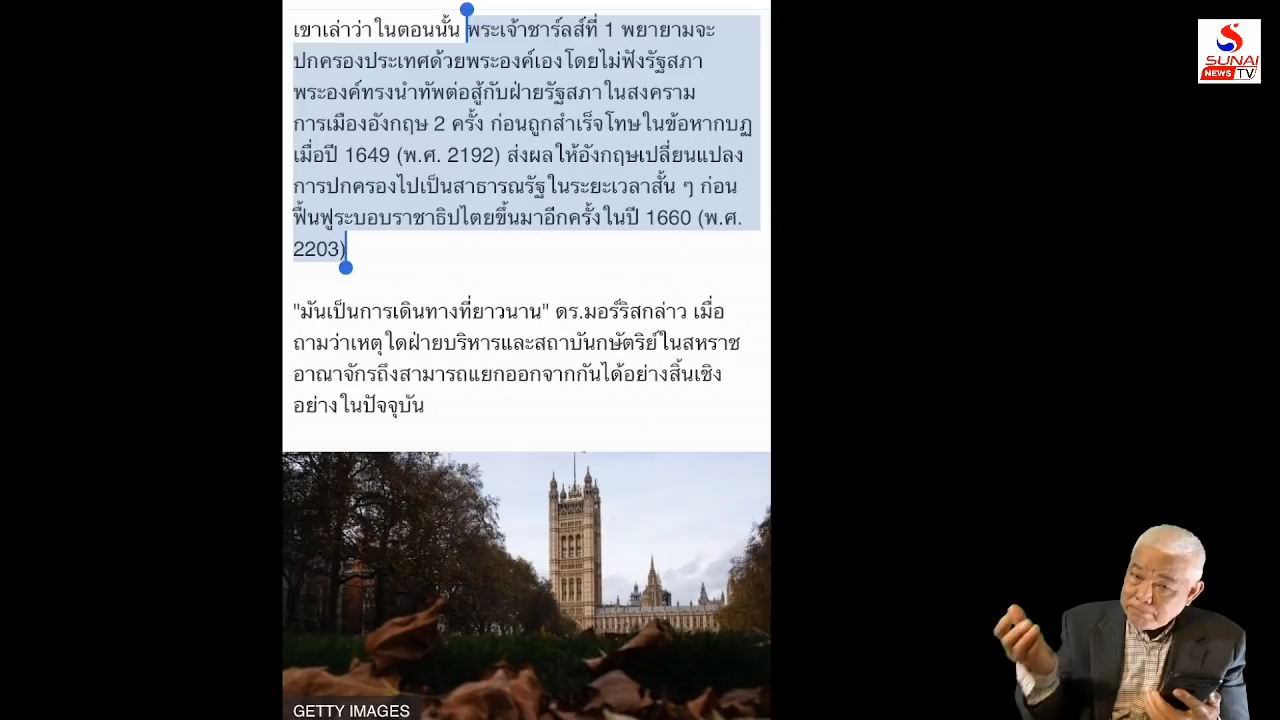 เขาเล่าว่าในตอนนั้น พระเจ้าชาร์ลส์ที่ 1 พยายามจะ
ปกครองประเทศด้วยพระองค์เองโดยไม่ฟังรัฐสภา
พระองค์ทรงนำทัพต่อสู้กับฝ่ายรัฐสภาในสงคราม
การเมืองอังกฤษ 2 ครั้ง ก่อนถูกสำเร็จโทษในข้อหากบฏ
เมื่อปี 1649 (พ.ศ. 2192) ส่งผลให้อังกฤษเปลี่ยนแปลง
การปกครองไปเป็นสาธารณรัฐในระยะเวลาสั้น ๆ ก่อน
ฟื้นฟูระบอบราชาธิปไตยขึ้นมาอีกครั้งในปี 1660 (พ.ศ.
2203)
"มันเป็นการเดินทางที่ยาวนาน" ดร.มอร์ริสกล่าว เมื่อ
ถามว่าเหตุใดฝ่ายบริหารและสถาบันกษัตริย์ในสหราช
อาณาจักรถึงสามารถแยกออกจากกันได้อย่างสิ้นเชิง
อย่างในปัจจุบัน
GETTY IMAGES
SUNAI
NEWS TV